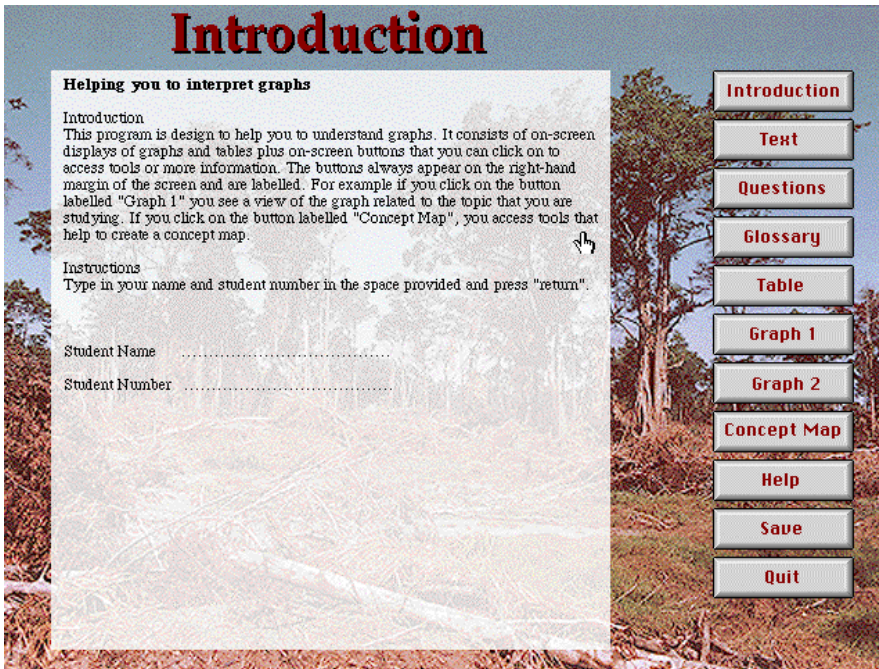 Introduction
Helping you to interpret graphs
Introduction
This program is design to help you to understand graphs. It consists of on-screen
displays of graphs and tables plus on-screen buttons that you can click on to
access tools or more information. The buttons always appear on the right-hand
margin of the screen and are labelled. For example if you click on the button
labelled "Graph 1" you see a view of the graph related to the topic that you are
studying. If you click on the button labelled "Concept Map", you access tools that
help to create a concept map.
Instructions
Type in your name and student number in the space provided and press "return".
Student Name ......................................
Student Number ......................................
Introduction
Text
Questions
Glossary
Table
Graph 1
Graph 2
Concept Map
Help
Save
Quit